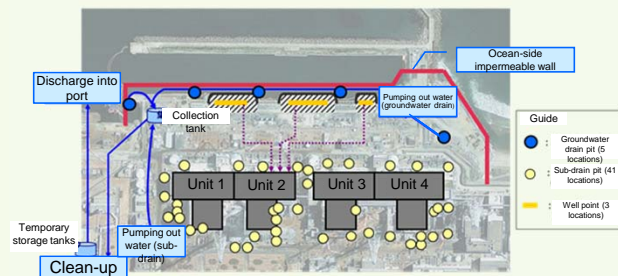 Ocean-side
impermeable wall
Discharge into
port
Pumping out water
(groundwater drain)
Collection
tank
Guide
: Groundwater
drain pit (5
locations)
: Sub-drain pit (41
locations)
: Well point (3
locations)
Unit 1
Unit 2
Unit 3
Unit 4
Temporary
storage tanks
Pumping out
water (sub-
drain)
Clean-up